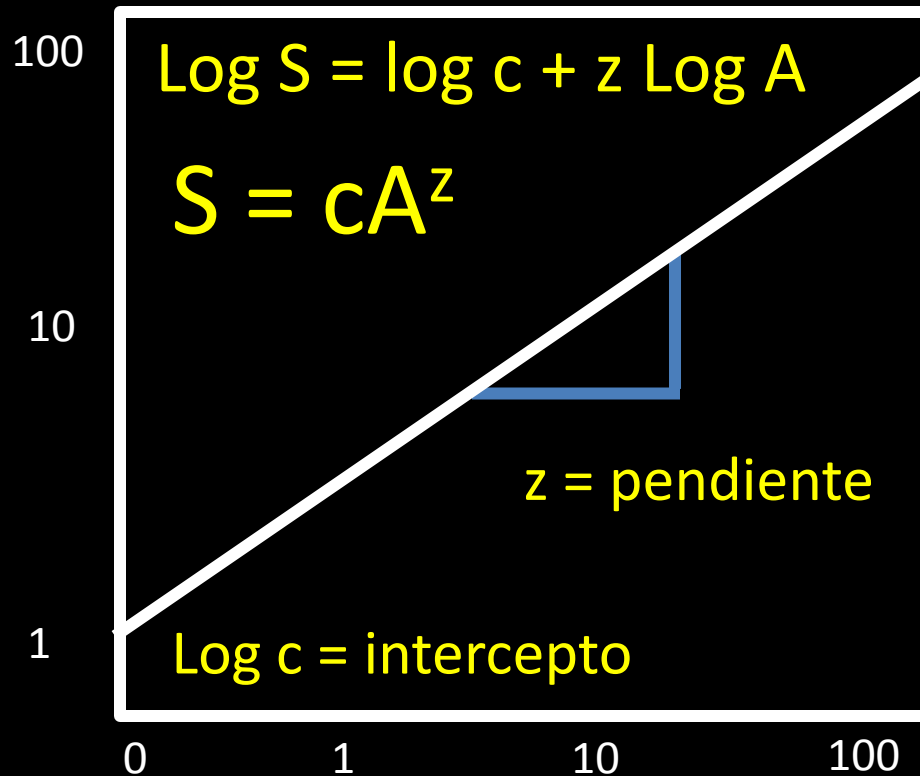 100
Log S = log c + z Log A
S = cA^z
10
z = pendiente
1
Log c = intercepto
0 1 10 100